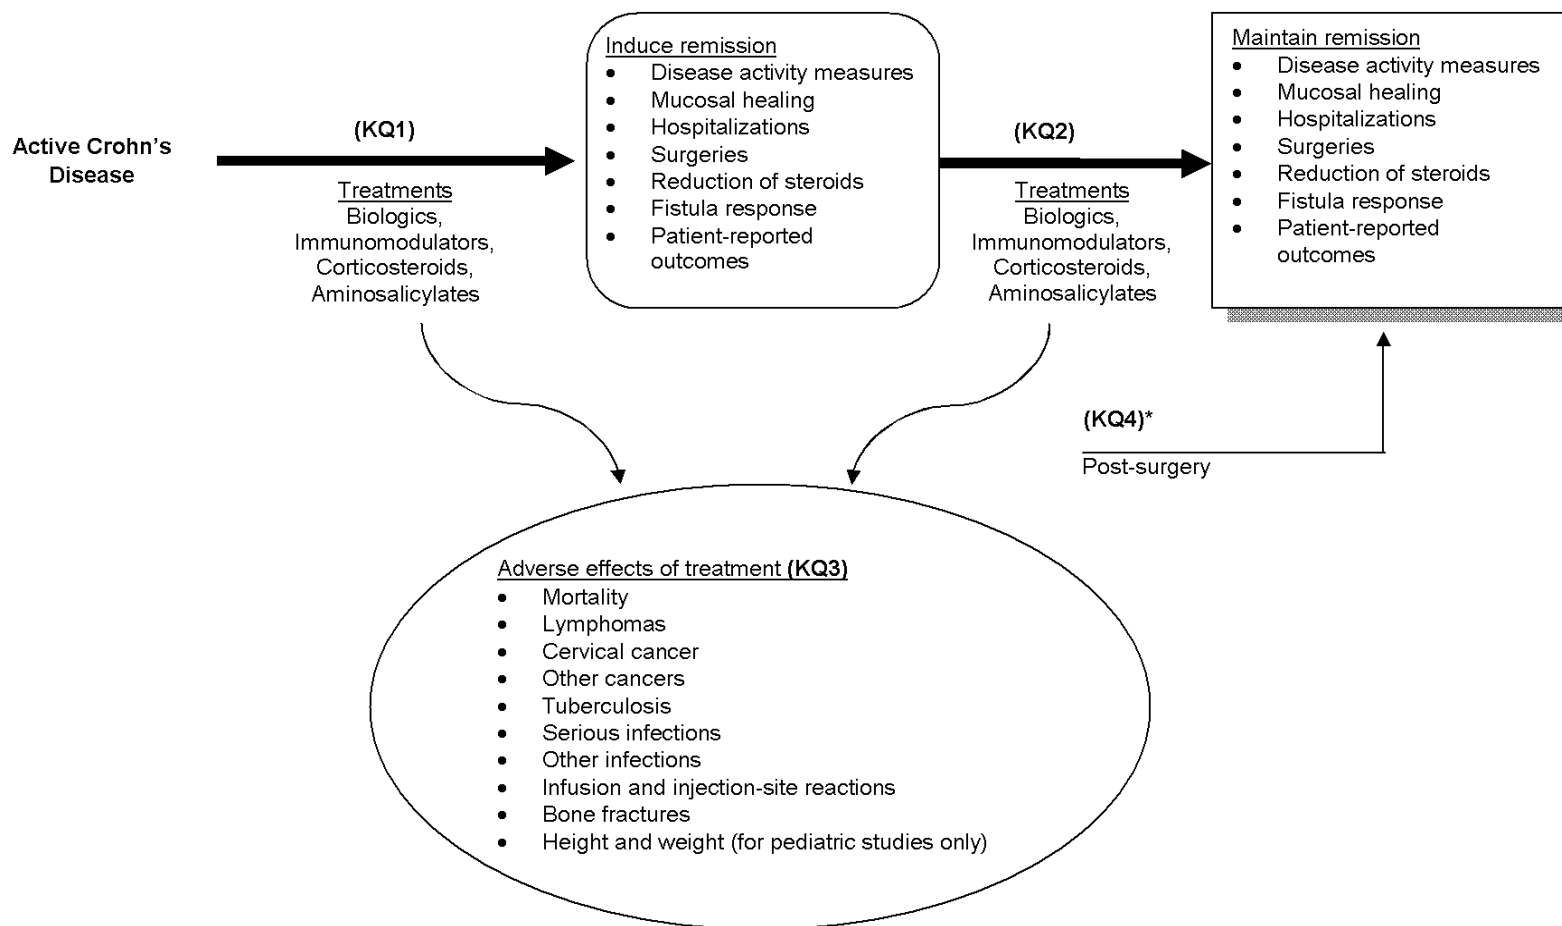 Active Crohn's
Disease
(KQ1)
Treatments
Biologics,
Immunomodulators,
Corticosteroids,
Aminosalicylates
Induce remission
• Disease activity measures
• Mucosal healing
• Hospitalizations
• Surgeries
• Reduction of steroids
• Fistula response
• Patient-reported
outcomes
(KQ2)
Treatments
Biologics,
Immunomodulators,
Corticosteroids,
Aminosalicylates
Maintain remission
• Disease activity measures
• Mucosal healing
• Hospitalizations
• Surgeries
• Reduction of steroids
• Fistula response
• Patient-reported
outcomes
(KQ4)*
Post-surgery
Adverse effects of treatment (KQ3)
• Mortality
• Lymphomas
• Cervical cancer
• Other cancers
• Tuberculosis
• Serious infections
• Other infections
• Infusion and injection-site reactions
• Bone fractures
• Height and weight (for pediatric studies only)